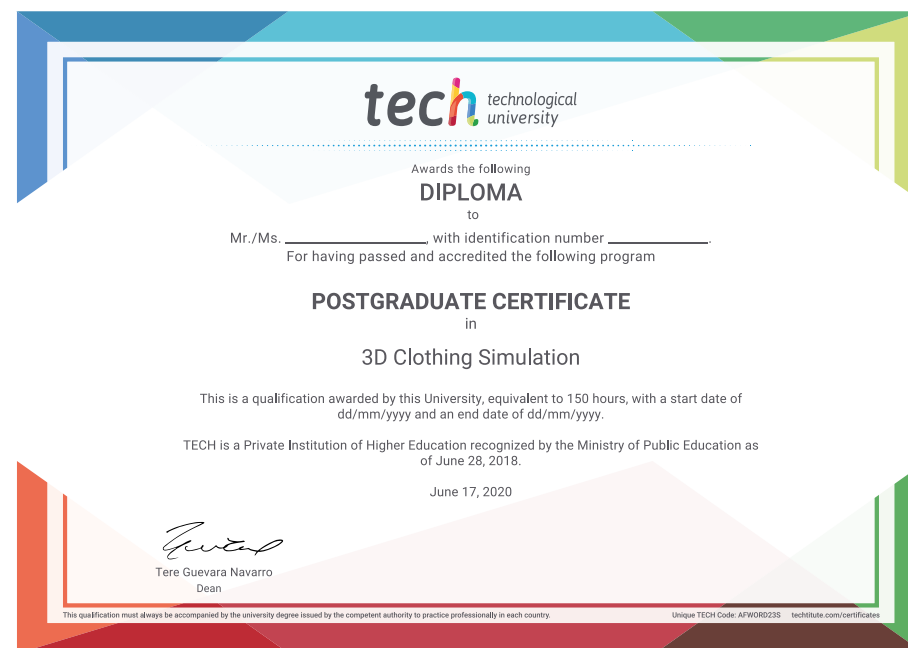 tech technological
university
Awards the following
DIPLOMA
to
Mr./Ms. ____________, with identification number ____________.
For having passed and accredited the following program
POSTGRADUATE CERTIFICATE
in
3D Clothing Simulation
This is a qualification awarded by this University, equivalent to 150 hours, with a start date of
dd/mm/yyyy and an end date of dd/mm/yyyy.
TECH is a Private Institution of Higher Education recognized by the Ministry of Public Education as
of June 28, 2018.
June 17, 2020
Tere Guevara Navarro
Dean
This qualification must always be accompanied by the university degree issued by the competent authority to practice professionally in each country.
Unique TECH Code: AFWORD23S techtitute.com/certificates